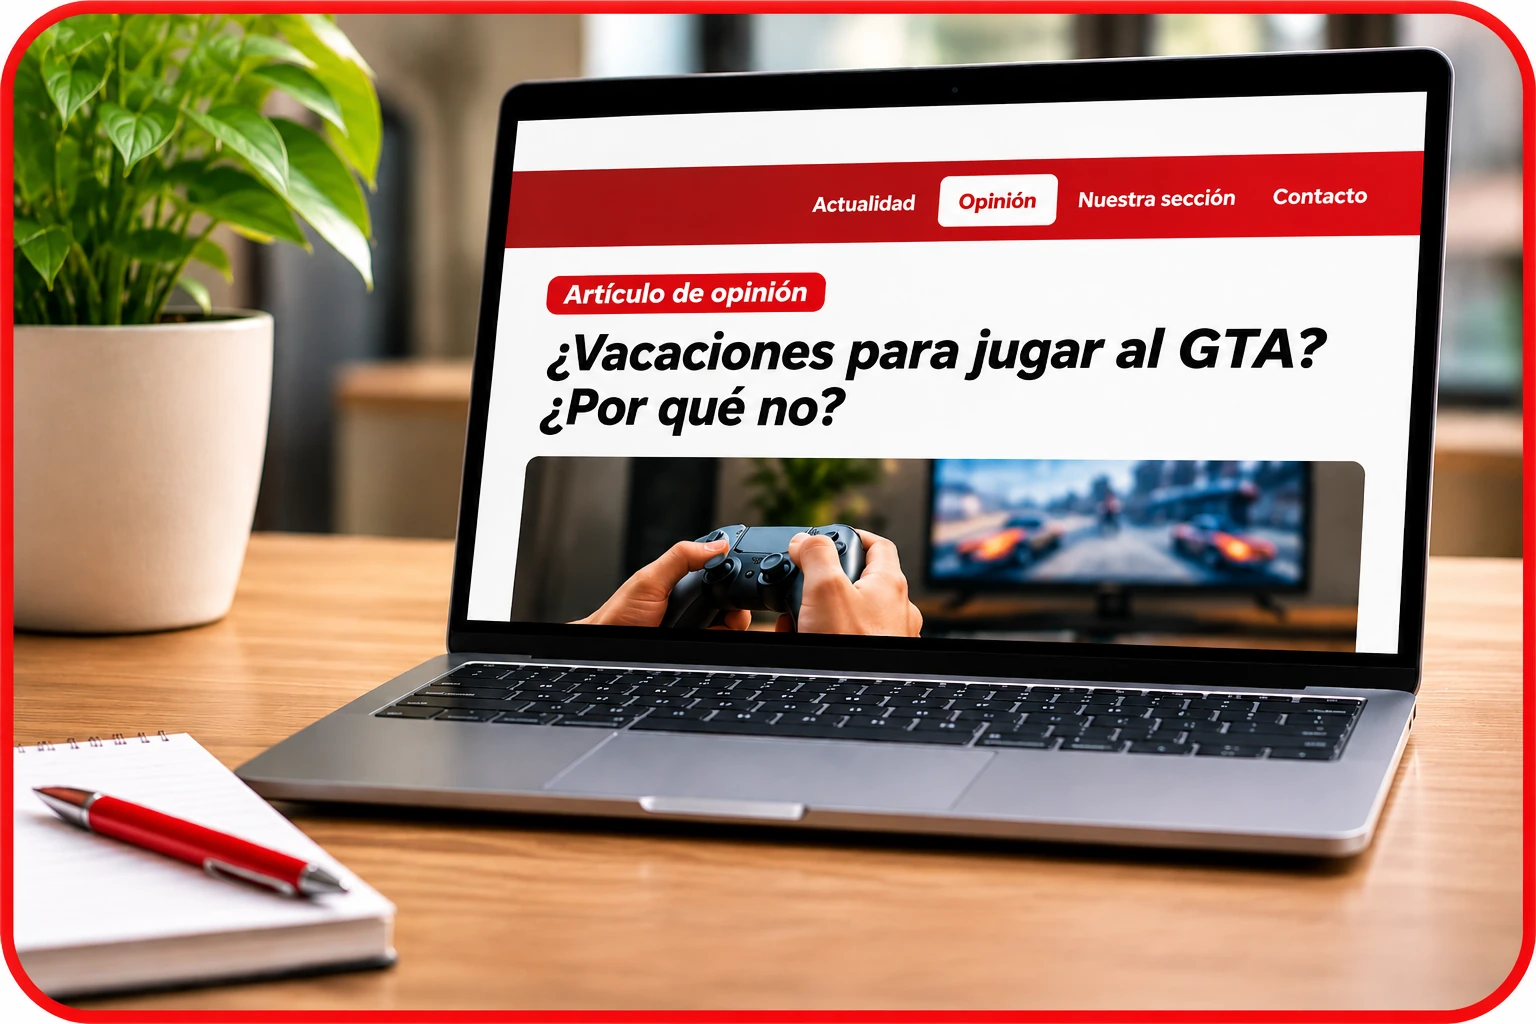 Actualidad Opinión Nuestra sección Contacto
Artículo de opinión
¿Vacaciones para jugar al GTA?
¿Por qué no?